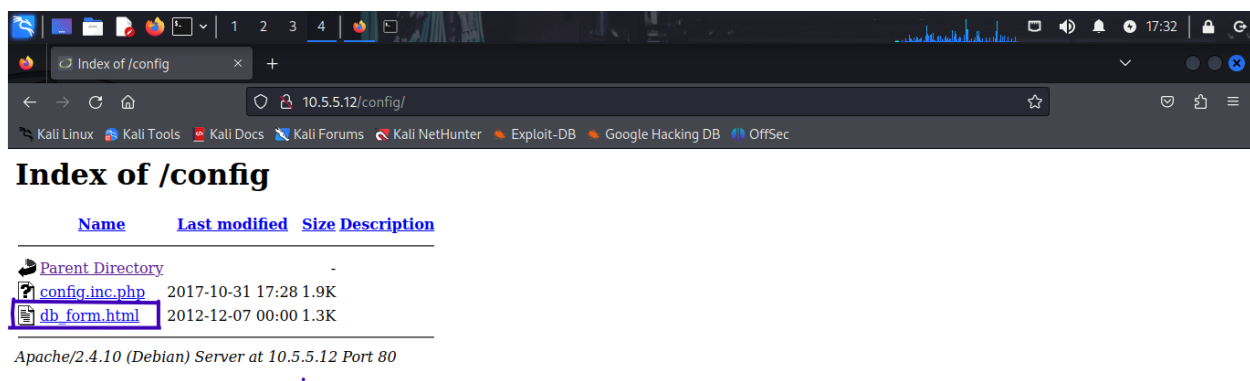 1 2 3 4 17:32
Index of /config
10.5.5.12/config/
Kali Linux Kali Tools Kali Docs Kali Forums Kali NetHunter Exploit-DB Google Hacking DB OffSec
Index of /config
Name Last modified Size Description
Parent Directory -
config.inc.php 2017-10-31 17:28 1.9K
db_form.html 2012-12-07 00:00 1.3K
Apache/2.4.10 (Debian) Server at 10.5.5.12 Port 80